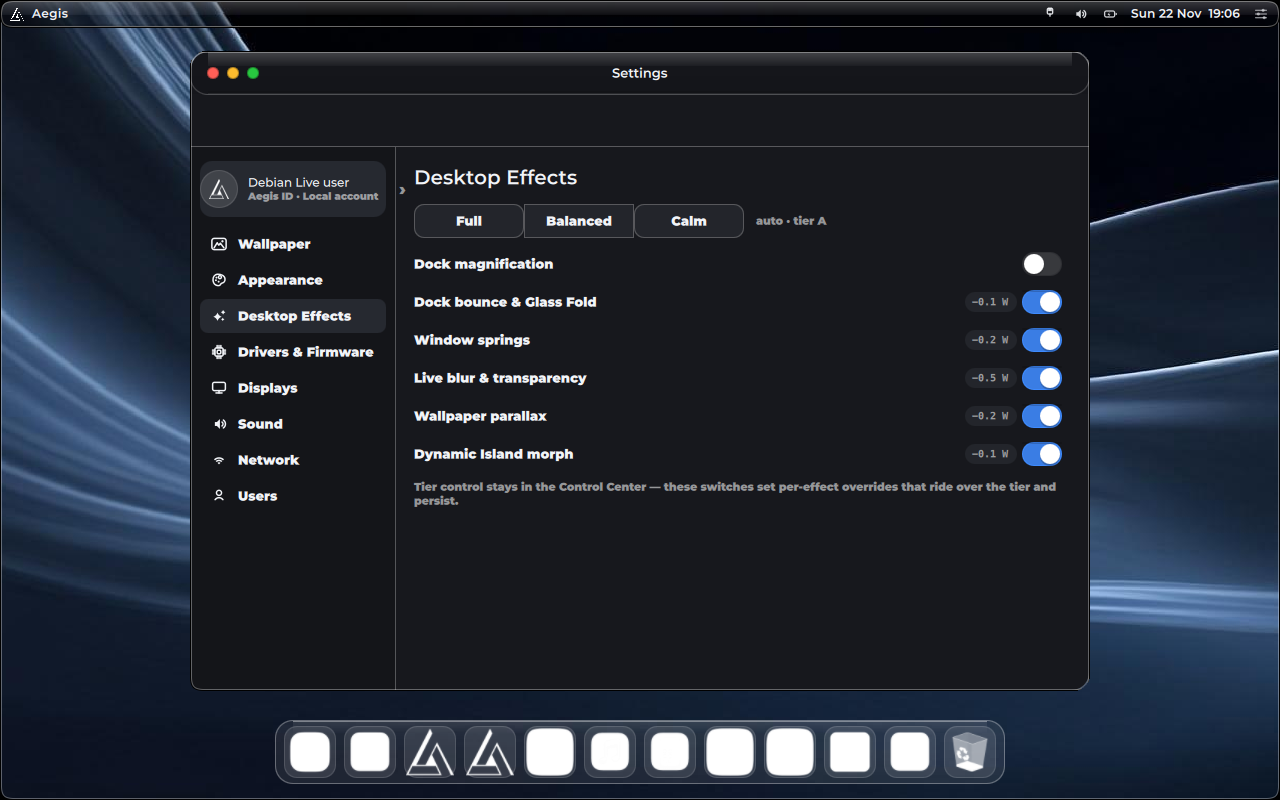 Aegis
Sun 22 Nov 19:06
Settings
Debian Live user
Aegis ID • Local account
Wallpaper
Appearance
Desktop Effects
Drivers & Firmware
Displays
Sound
Network
Users
Desktop Effects
Full Balanced Calm auto • tier A
Dock magnification
Dock bounce & Glass Fold −0.1 W
Window springs −0.2 W
Live blur & transparency −0.5 W
Wallpaper parallax −0.2 W
Dynamic Island morph −0.1 W
Tier control stays in the Control Center — these switches set per-effect overrides that ride over the tier and
persist.